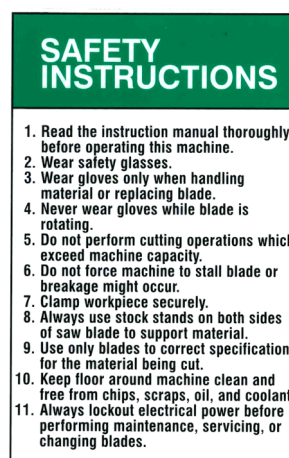 SAFETY
INSTRUCTIONS
1. Read the instruction manual thoroughly
before operating this machine.
2. Wear safety glasses.
3. Wear gloves only when handling
material or replacing blade.
4. Never wear gloves while blade is
rotating.
5. Do not perform cutting operations which
exceed machine capacity.
6. Do not force machine to stall blade or
breakage might occur.
7. Clamp workpiece securely.
8. Always use stock stands on both sides
of saw blade to support material.
9. Use only blades to correct specification
for the material being cut.
10. Keep floor around machine clean and
free from chips, scraps, oil, and coolant
11. Always lockout electrical power before
performing maintenance, servicing, or
changing blades.